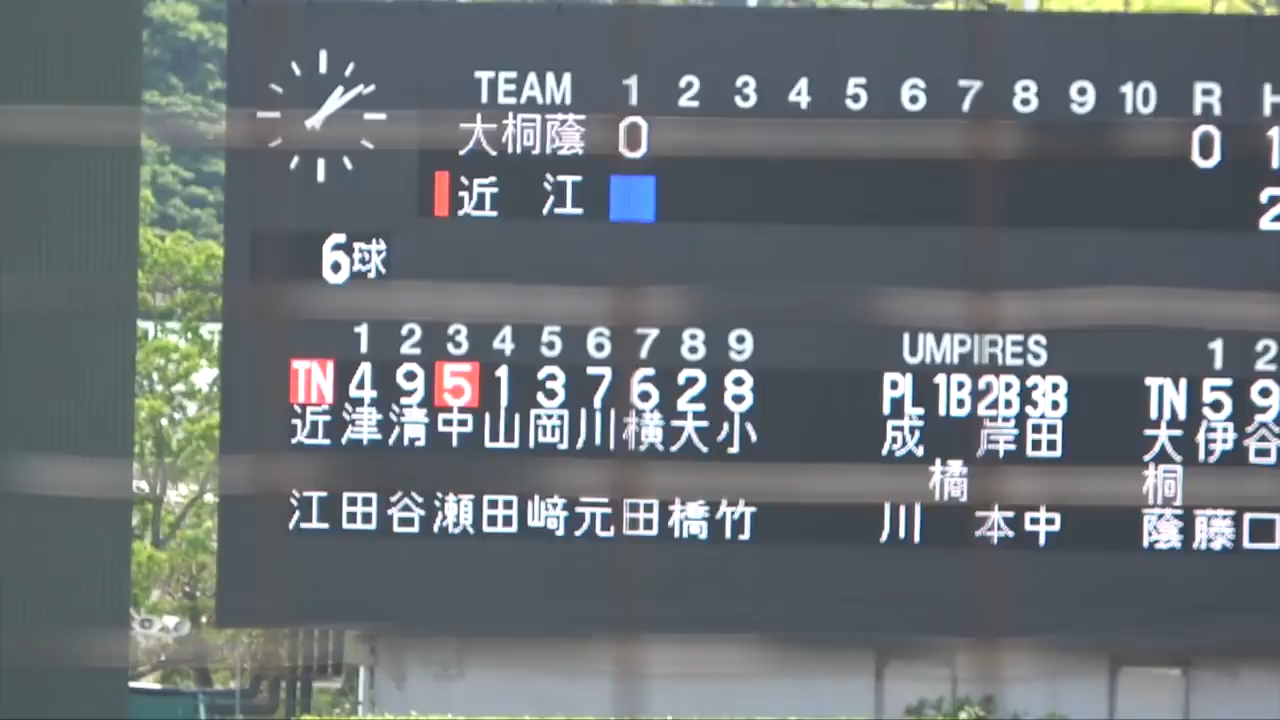 TEAM 1 2 3 4 5 6 7 8 9 10 R H
大桐蔭 0 0 1
近 江 2
6球
1 2 3 4 5 6 7 8 9 UMPIRES 1 2
TN 4 9 5 1 3 7 6 2 8 PL 1B 2B 3B TN 5 9
近 津 清 中 山 岡 川 横 大 小 成 岸 田 大 伊 谷
橘 桐
江 田 谷 瀬 田 﨑 元 田 橋 竹 川 本 中 蔭 藤 口